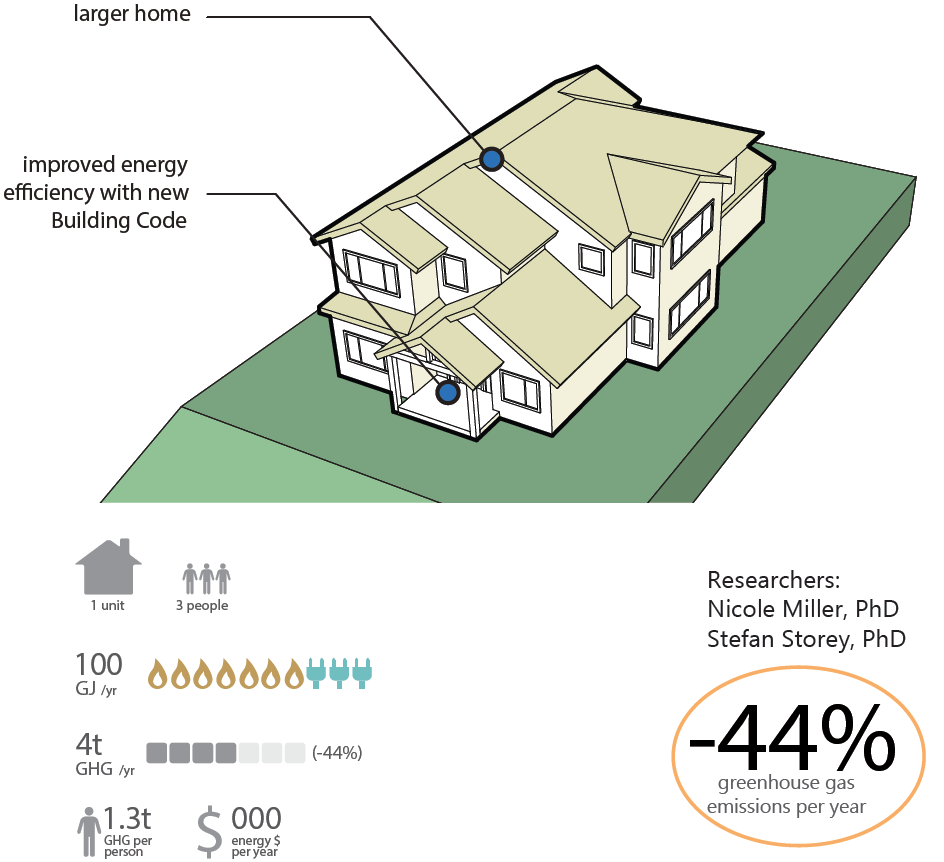 larger home
improved energy
efficiency with new
Building Code
1 unit
3 people
100
GJ /yr
4t
GHG /yr
(-44%)
1.3t
GHG per
person
$
000
energy $
per year
Researchers:
Nicole Miller, PhD
Stefan Storey, PhD
-44%
greenhouse gas
emissions per year